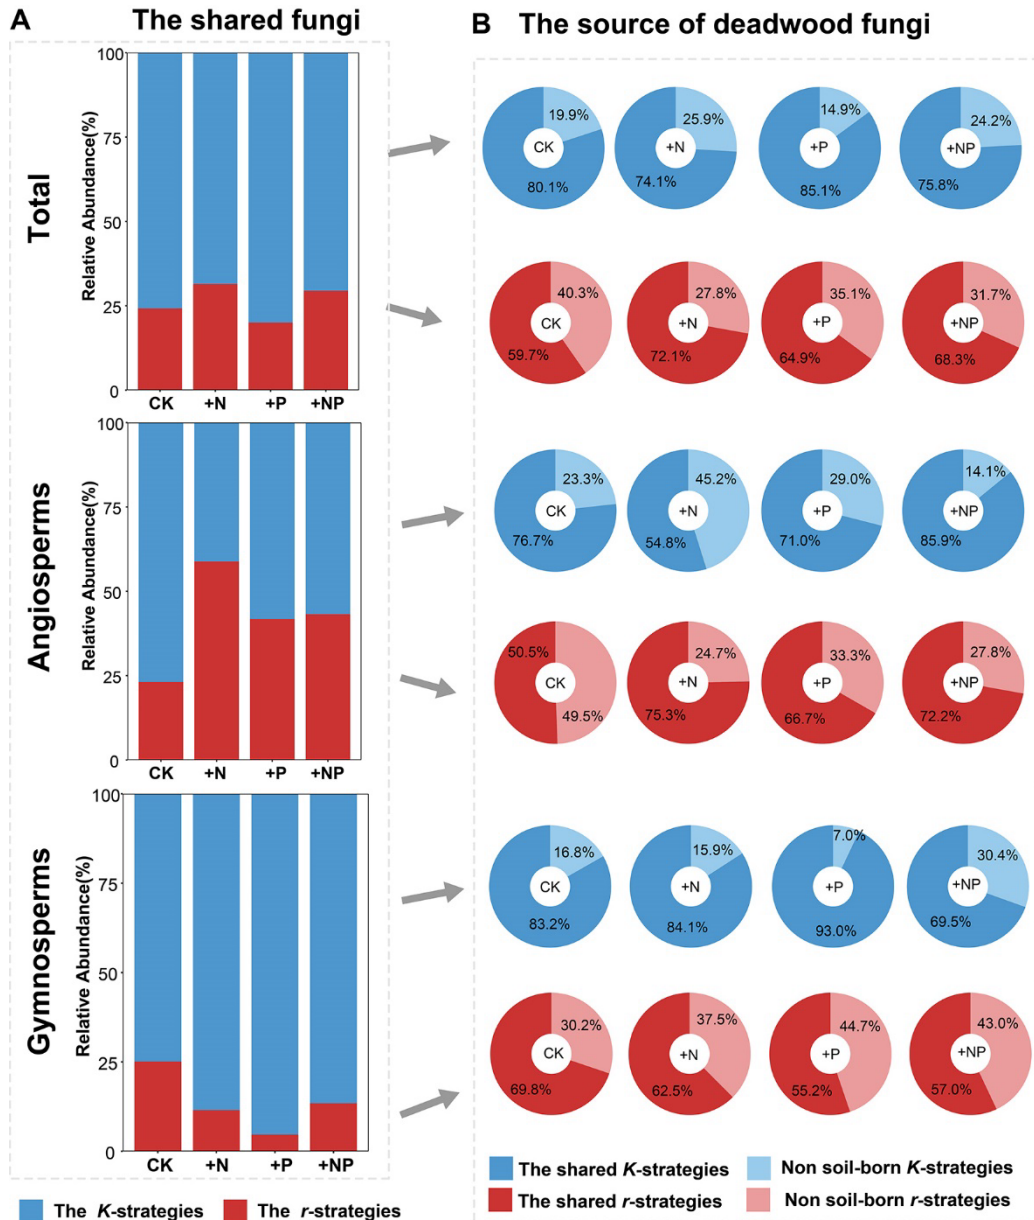 A The shared fungi
B The source of deadwood fungi
Total
Relative Abundance(%)
100
75
50
25
0
CK +N +P +NP
Angiosperms
Relative Abundance(%)
100
75
50
25
0
CK +N +P +NP
Gymnosperms
Relative Abundance(%)
100
75
50
25
0
CK +N +P +NP
The K-strategies The r-strategies
19.9% 25.9% 14.9% 24.2%
CK +N +P +NP
80.1% 74.1% 85.1% 75.8%
40.3% 27.8% 35.1% 31.7%
CK +N +P +NP
59.7% 72.1% 64.9% 68.3%
23.3% 45.2% 29.0% 14.1%
CK +N +P +NP
76.7% 54.8% 71.0% 85.9%
50.5% 24.7% 33.3% 27.8%
CK +N +P +NP
49.5% 75.3% 66.7% 72.2%
16.8% 15.9% 7.0% 30.4%
CK +N +P +NP
83.2% 84.1% 93.0% 69.5%
30.2% 37.5% 44.7% 43.0%
CK +N +P +NP
69.8% 62.5% 55.2% 57.0%
The shared K-strategies Non soil-born K-strategies
The shared r-strategies Non soil-born r-strategies